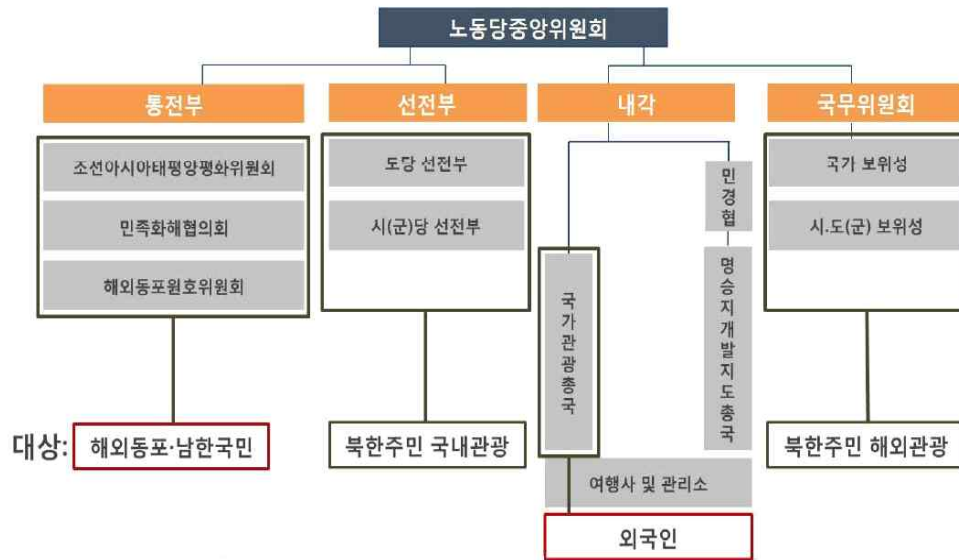 노동당중앙위원회
통전부
선전부
내각
국무위원회
조선아시아태평양평화위원회
민족화해협의회
해외동포원호위원회
도당 선전부
시(군)당 선전부
국가관광총국
민경협
명승지개발지도총국
국가 보위성
시.도(군) 보위성
여행사 및 관리소
대상:
해외동포·남한국민
북한주민 국내관광
외국인
북한주민 해외관광